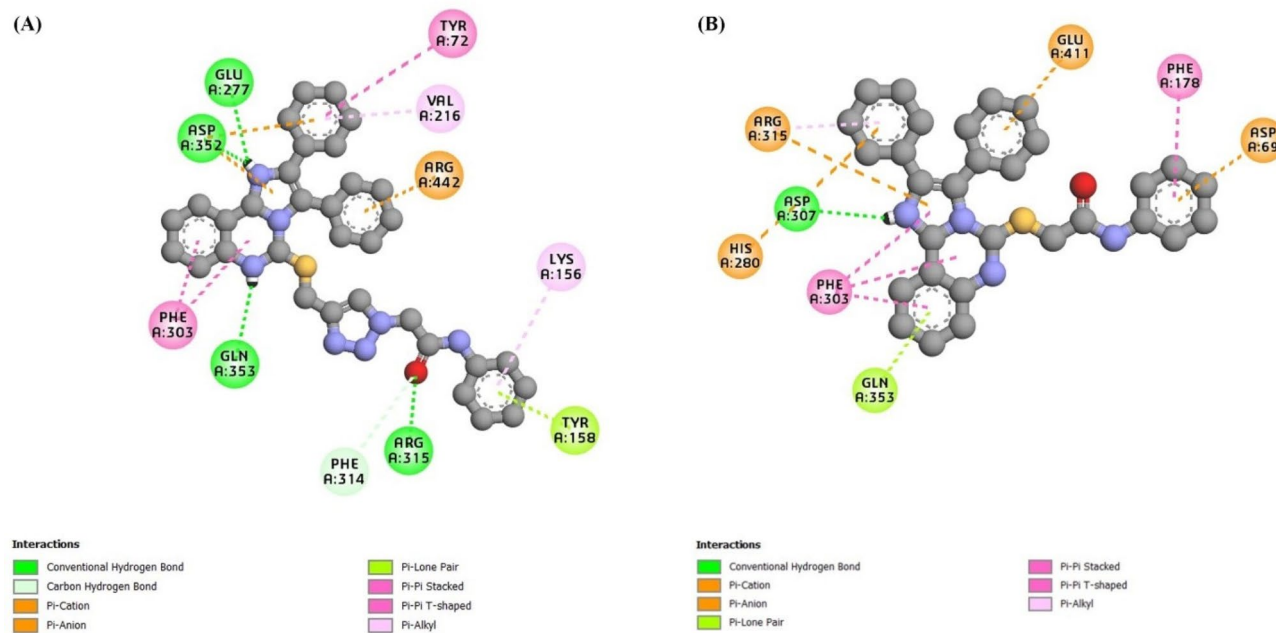 (A)
TYR
A:72
GLU
A:277
VAL
A:216
ASP
A:352
ARG
A:442
LYS
A:156
PHE
A:303
GLN
A:353
TYR
A:158
ARG
A:315
PHE
A:314
Interactions
Conventional Hydrogen Bond
Carbon Hydrogen Bond
Pi-Cation
Pi-Anion
Pi-Lone Pair
Pi-Pi Stacked
Pi-Pi T-shaped
Pi-Alkyl
(B)
GLU
A:411
PHE
A:178
ARG
A:315
ASP
A:69
ASP
A:307
HIS
A:280
PHE
A:303
GLN
A:353
Interactions
Conventional Hydrogen Bond
Pi-Cation
Pi-Anion
Pi-Lone Pair
Pi-Pi Stacked
Pi-Pi T-shaped
Pi-Alkyl